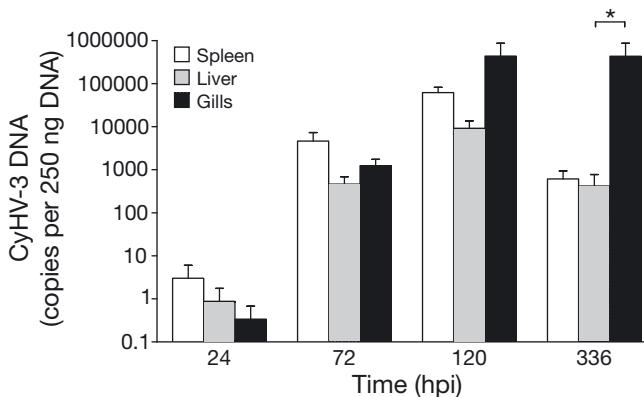 *
1000000
100000
10000
1000
100
10
1
0.1
CyHV-3 DNA
(copies per 250 ng DNA)
Spleen
Liver
Gills
24 72 120 336
Time (hpi)